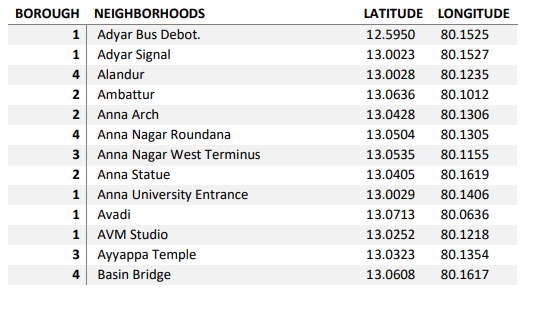 BOROUGH NEIGHBORHOODS LATITUDE LONGITUDE
1 Adyar Bus Debot. 12.5950 80.1525
1 Adyar Signal 13.0023 80.1527
4 Alandur 13.0028 80.1235
2 Ambattur 13.0636 80.1012
2 Anna Arch 13.0428 80.1306
4 Anna Nagar Roundana 13.0504 80.1305
3 Anna Nagar West Terminus 13.0535 80.1155
2 Anna Statue 13.0405 80.1619
1 Anna University Entrance 13.0029 80.1406
1 Avadi 13.0713 80.0636
1 AVM Studio 13.0252 80.1218
3 Ayyappa Temple 13.0323 80.1354
4 Basin Bridge 13.0608 80.1617